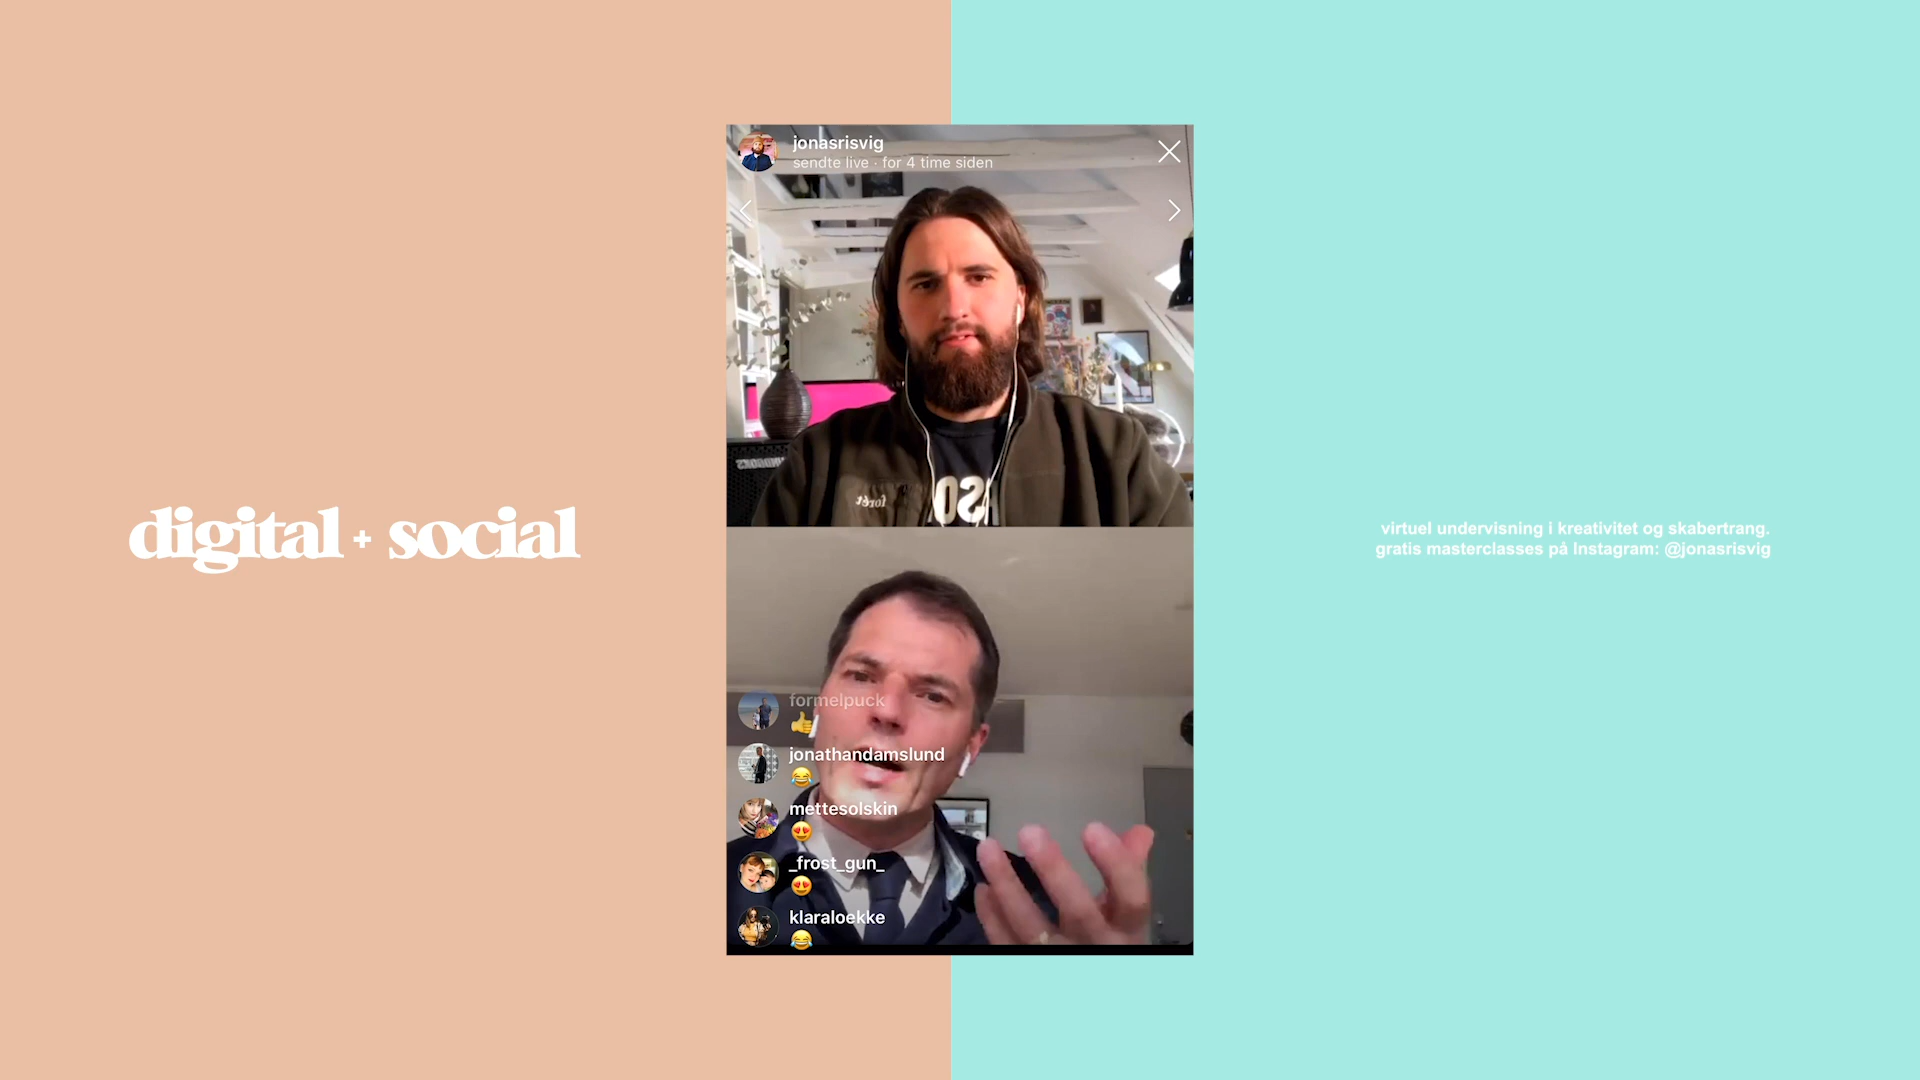 jonasrisvig
sendte live · for 4 time siden
forét
digital + social
virtuel undervisning i kreativitet og skabertrang.
gratis masterclasses på Instagram: @jonasrisvig
formelpuck
jonathandamslund
mettesolskin
_frost_gun_
klaraloekke